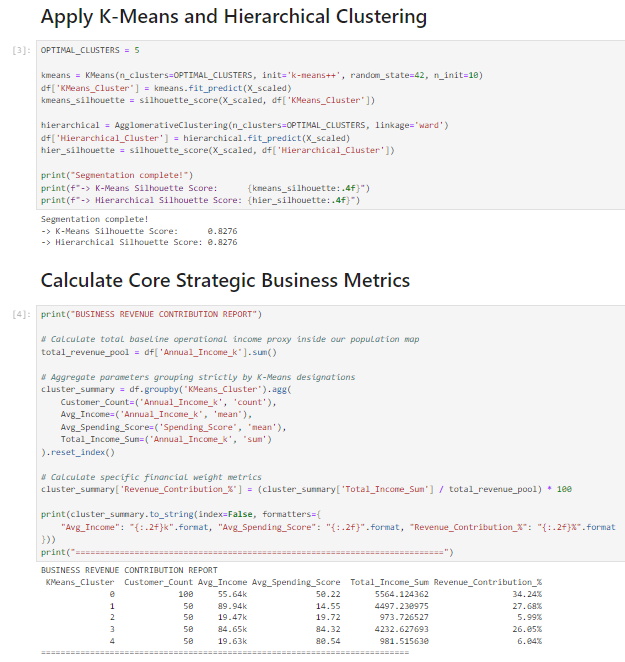 Apply K-Means and Hierarchical Clustering
[3]: OPTIMAL_CLUSTERS = 5
kmeans = KMeans(n_clusters=OPTIMAL_CLUSTERS, init='k-means++', random_state=42, n_init=10)
df['KMeans_Cluster'] = kmeans.fit_predict(X_scaled)
kmeans_silhouette = silhouette_score(X_scaled, df['KMeans_Cluster'])
hierarchical = AgglomerativeClustering(n_clusters=OPTIMAL_CLUSTERS, linkage='ward')
df['Hierarchical_Cluster'] = hierarchical.fit_predict(X_scaled)
hier_silhouette = silhouette_score(X_scaled, df['Hierarchical_Cluster'])
print("Segmentation complete!")
print(f"-> K-Means Silhouette Score:      {kmeans_silhouette:.4f}")
print(f"-> Hierarchical Silhouette Score: {hier_silhouette:.4f}")
Segmentation complete!
-> K-Means Silhouette Score:      0.8276
-> Hierarchical Silhouette Score: 0.8276
Calculate Core Strategic Business Metrics
[4]: print("BUSINESS REVENUE CONTRIBUTION REPORT")
# Calculate total baseline operational income proxy inside our population map
total_revenue_pool = df['Annual_Income_k'].sum()
# Aggregate parameters grouping strictly by K-Means designations
cluster_summary = df.groupby('KMeans_Cluster').agg(
    Customer_Count=('Annual_Income_k', 'count'),
    Avg_Income=('Annual_Income_k', 'mean'),
    Avg_Spending_Score=('Spending_Score', 'mean'),
    Total_Income_Sum=('Annual_Income_k', 'sum')
).reset_index()
# Calculate specific financial weight metrics
cluster_summary['Revenue_Contribution_%'] = (cluster_summary['Total_Income_Sum'] / total_revenue_pool) * 100
print(cluster_summary.to_string(index=False, formatters={
    "Avg_Income": "{:.2f}k".format, "Avg_Spending_Score": "{:.2f}".format, "Revenue_Contribution_%": "{:.2f}%".format
}))
print("===========================================================================")
BUSINESS REVENUE CONTRIBUTION REPORT
KMeans_Cluster Customer_Count Avg_Income Avg_Spending_Score Total_Income_Sum Revenue_Contribution_%
0 100 55.64k 50.22 5564.124362 34.24%
1 50 89.94k 14.55 4497.230975 27.68%
2 50 19.47k 19.72 973.726527 5.99%
3 50 84.65k 84.32 4232.627693 26.05%
4 50 19.63k 80.54 981.515630 6.04%
===========================================================================